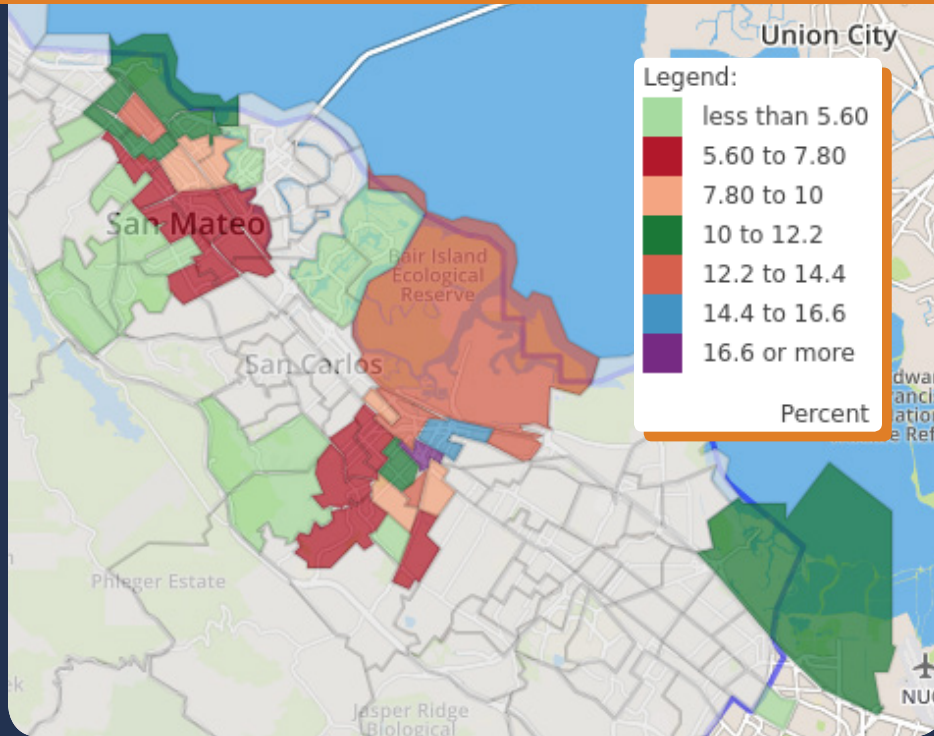 Union City
Legend:
less than 5.60
5.60 to 7.80
7.80 to 10
10 to 12.2
12.2 to 14.4
14.4 to 16.6
16.6 or more
Percent
San Mateo
Bair Island
Ecological
Reserve
San Carlos
Phleger Estate
Jasper Ridge
Biological